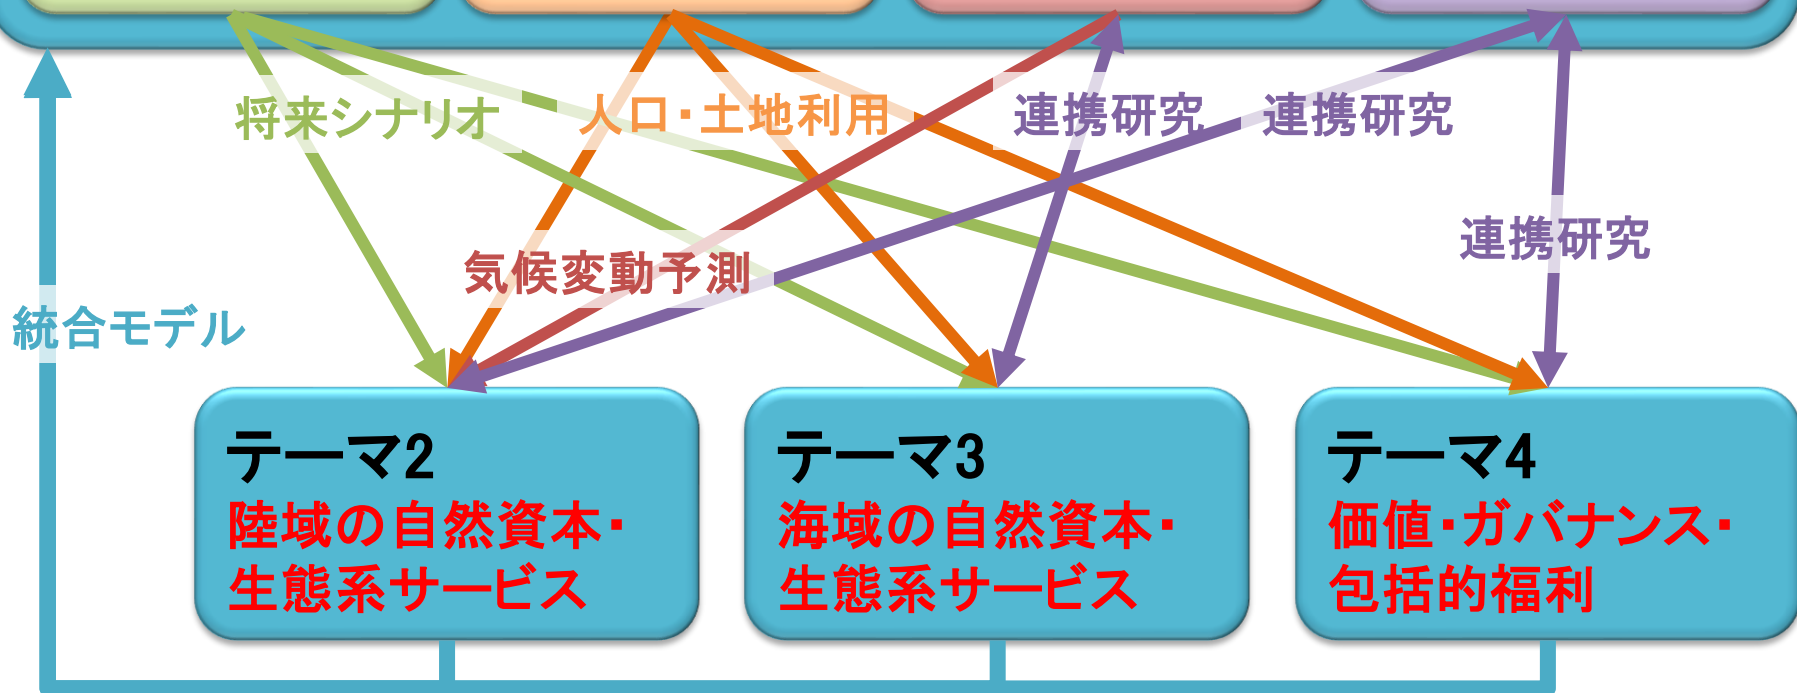 将来シナリオ
人口・土地利用
連携研究
連携研究
連携研究
気候変動予測
統合モデル
テーマ2
陸域の自然資本・
生態系サービス
テーマ3
海域の自然資本・
生態系サービス
テーマ4
価値・ガバナンス・
包括的福利